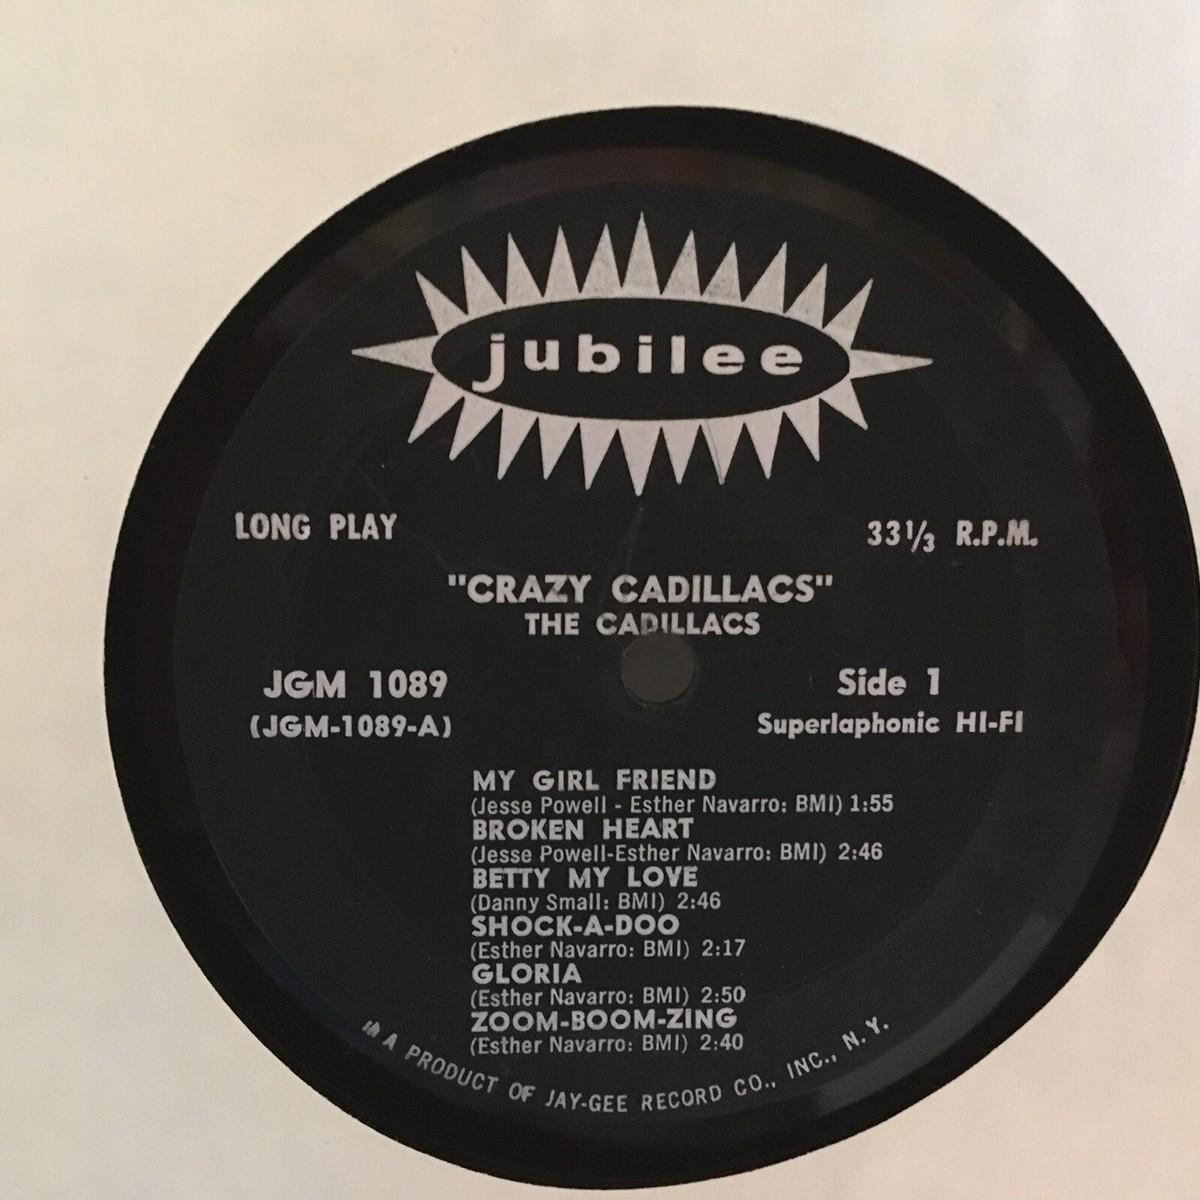 jubilee
LONG PLAY
33 1/3 R.P.M.
"CRAZY CADILLACS"
THE CADILLACS
JGM 1089
(JGM-1089-A)
Side 1
Superlaphonic HI-FI
MY GIRL FRIEND
(Jesse Powell - Esther Navarro: BMI) 1:55
BROKEN HEART
(Jesse Powell-Esther Navarro: BMI) 2:46
BETTY MY LOVE
(Danny Small: BMI) 2:46
SHOCK-A-DOO
(Esther Navarro: BMI) 2:17
GLORIA
(Esther Navarro: BMI) 2:50
ZOOM-BOOM-ZING
(Esther Navarro: BMI) 2:40
A PRODUCT OF JAY-GEE RECORD CO., INC., N.Y.